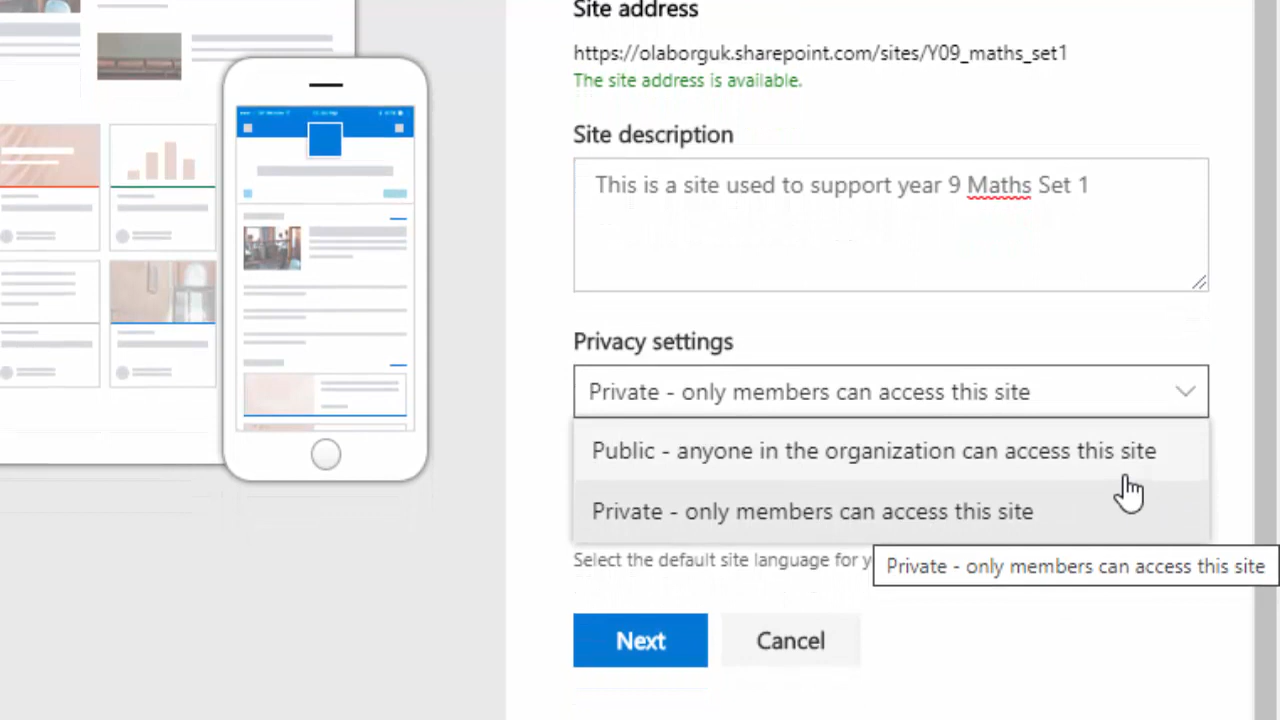 Site address
https://olaborguk.sharepoint.com/sites/Y09_maths_set1
The site address is available.
Site description
This is a site used to support year 9 Maths Set 1
Privacy settings
Private - only members can access this site
Public - anyone in the organization can access this site
Private - only members can access this site
Select the default site language for
Private - only members can access this site
Next
Cancel